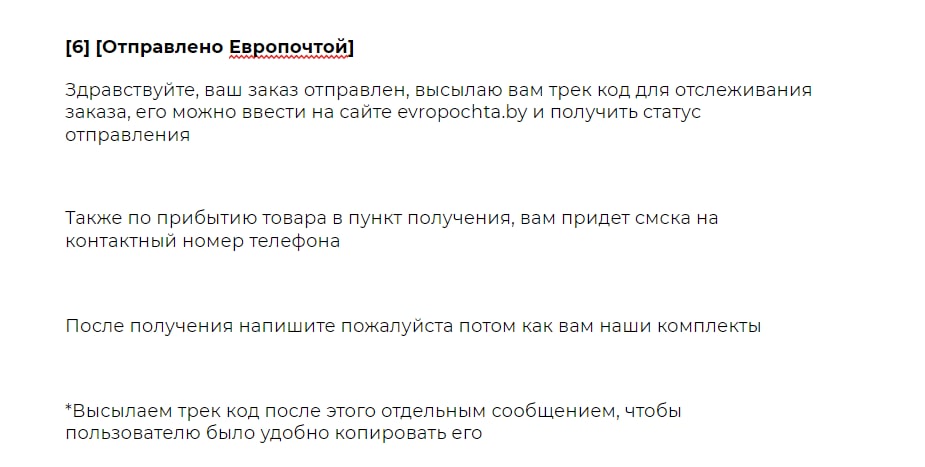 [6] [Отправлено Европочтой]
Здравствуйте, ваш заказ отправлен, высылаю вам трек код для отслеживания
заказа, его можно ввести на сайте evropochta.by и получить статус
отправления
Также по прибытию товара в пункт получения, вам придет смска на
контактный номер телефона
После получения напишите пожалуйста потом как вам наши комплекты
*Высылаем трек код после этого отдельным сообщением, чтобы
пользователю было удобно копировать его